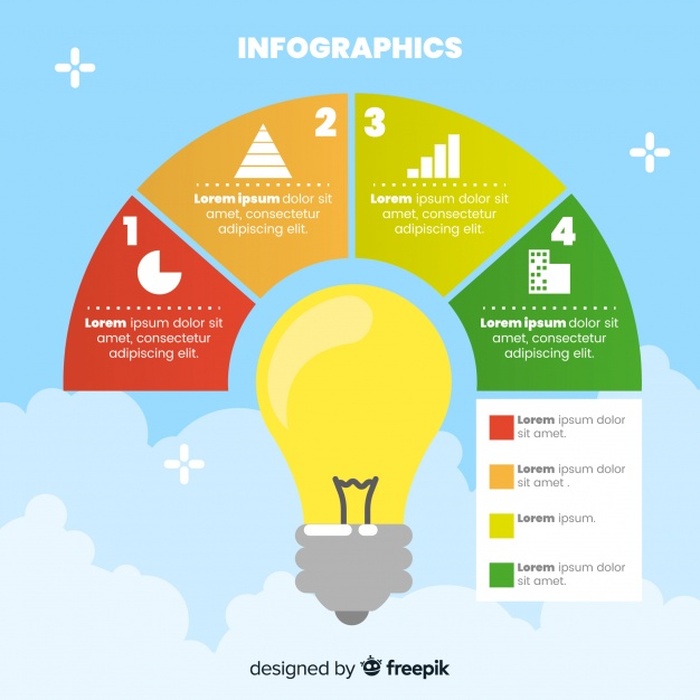 INFOGRAPHICS
1
Lorem ipsum dolor sit
amet, consectetur
adipiscing elit.
2
Lorem ipsum dolor sit
amet, consectetur
adipiscing elit.
3
Lorem ipsum dolor sit
amet, consectetur
adipiscing elit.
4
Lorem ipsum dolor sit
amet, consectetur
adipiscing elit.
Lorem ipsum dolor
sit amet.
Lorem ipsum dolor
sit amet .
Lorem ipsum.
Lorem ipsum dolor
sit amet.
designed by freepik